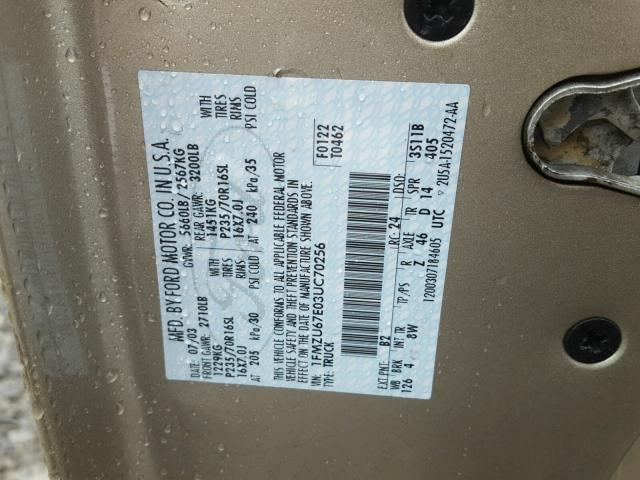 MFD. BY FORD MOTOR CO. IN U.S.A.
DATE: 07/03 GVWR: 5660LB/ 2567KG
FRONT GAWR: 2710LB REAR GAWR: 3200LB
1229KG 1451KG WITH
P235/70R16SL P235/70R16SL TIRES
16X7.0J RIMS: 16X7.0J RIMS
AT 205 kPa/30 PSI COLD AT 240 kPa/35 PSI COLD
THIS VEHICLE CONFORMS TO ALL APPLICABLE FEDERAL MOTOR
VEHICLE SAFETY AND THEFT PREVENTION STANDARDS IN
EFFECT ON THE DATE OF MANUFACTURE SHOWN ABOVE.
VIN: 1FMZU67E03UC70256
TYPE: TRUCK
F0122
T0462
EXT PNT: B2 RC: 24 DSO:
WB BRK INT TR TP/PS R AXLE TR SPR 3S11B
126 4 8W Z 46 D 14 405
1200307184605 UTC 2U5A-1520472-AA